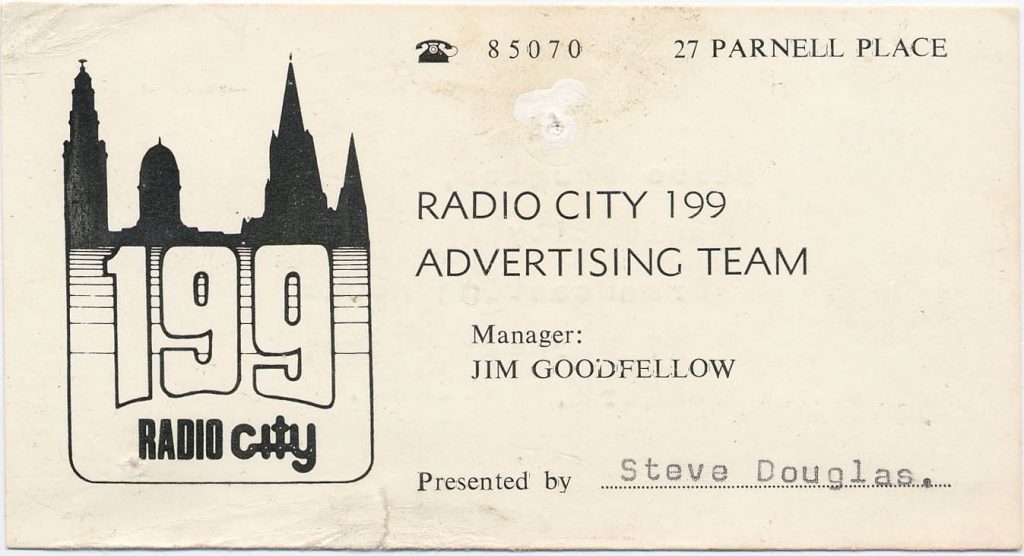 85070 27 PARNELL PLACE
RADIO CITY 199
ADVERTISING TEAM
Manager:
JIM GOODFELLOW
Presented by Steve Douglas.
199
RADIO city